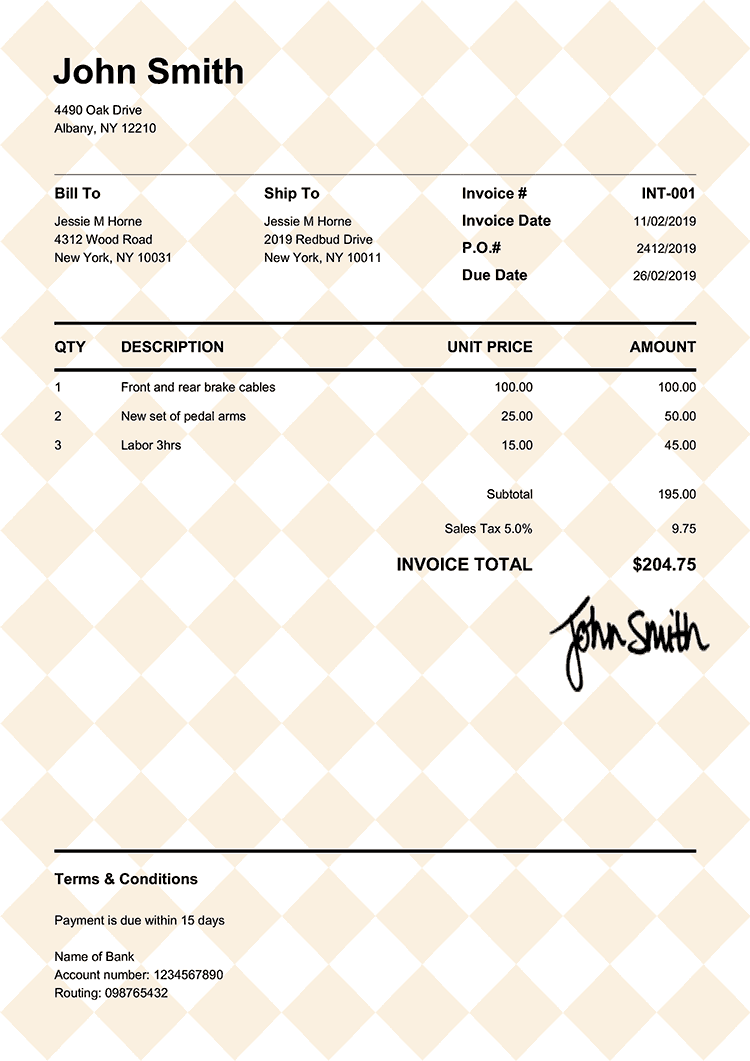 John Smith
4490 Oak Drive
Albany, NY 12210
Bill To
Jessie M Horne
4312 Wood Road
New York, NY 10031
Ship To
Jessie M Horne
2019 Redbud Drive
New York, NY 10011
Invoice # INT-001
Invoice Date 11/02/2019
P.O.# 2412/2019
Due Date 26/02/2019
QTY DESCRIPTION UNIT PRICE AMOUNT
1 Front and rear brake cables 100.00 100.00
2 New set of pedal arms 25.00 50.00
3 Labor 3hrs 15.00 45.00
Subtotal 195.00
Sales Tax 5.0% 9.75
INVOICE TOTAL $204.75
John Smith
Terms & Conditions
Payment is due within 15 days
Name of Bank
Account number: 1234567890
Routing: 098765432